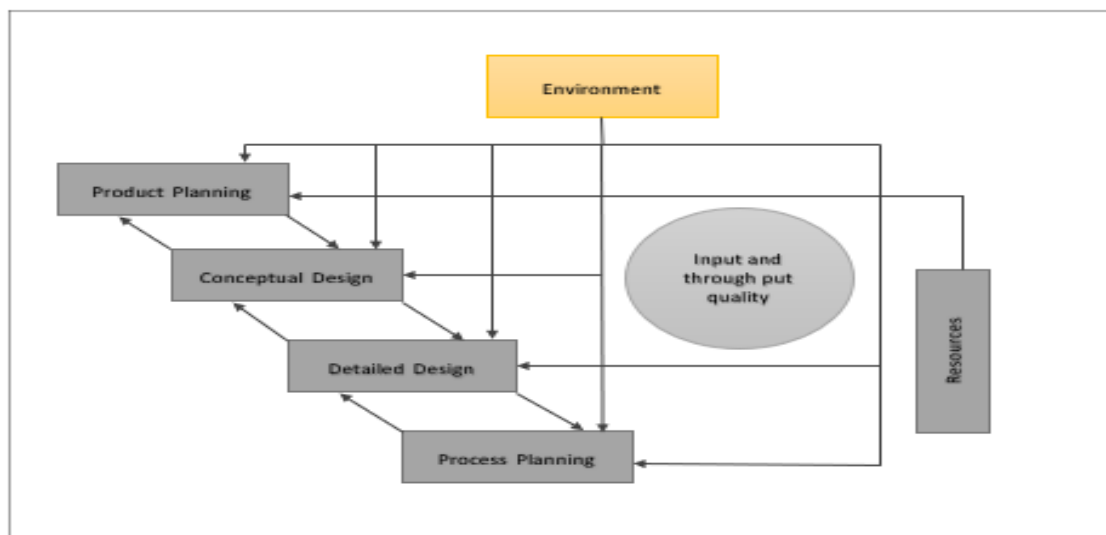 Environment
Product Planning
Conceptual Design
Input and
through put
quality
Detailed Design
Resources
Process Planning